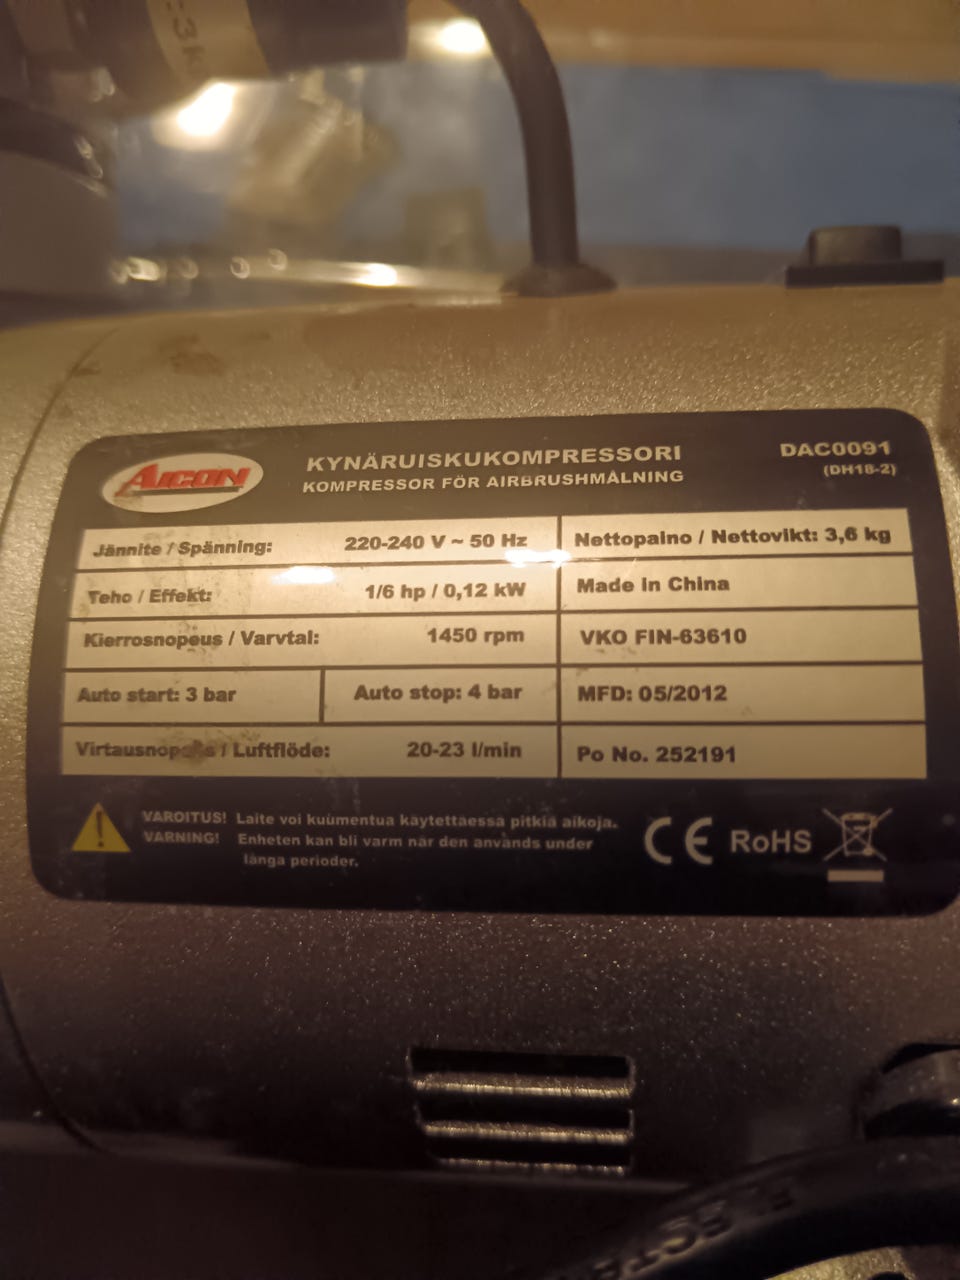 AICON
KYNÄRUISKUKOMPRESSORI
KOMPRESSOR FÖR AIRBRUSHMÅLNING
DAC0091
(DH18-2)
Jännite / Spänning: 220-240 V ~ 50 Hz
Nettopaino / Nettovikt: 3,6 kg
Teho / Effekt: 1/6 hp / 0,12 kW
Made in China
Kierrosnopeus / Varvtal: 1450 rpm
VKO FIN-63610
Auto start: 3 bar
Auto stop: 4 bar
MFD: 05/2012
Virtausnopeus / Luftflöde: 20-23 l/min
Po No. 252191
VAROITUS! Laite voi kuumentua käytettäessä pitkiä aikoja.
VARNING! Enheten kan bli varm när den används under
långa perioder.
CE RoHS